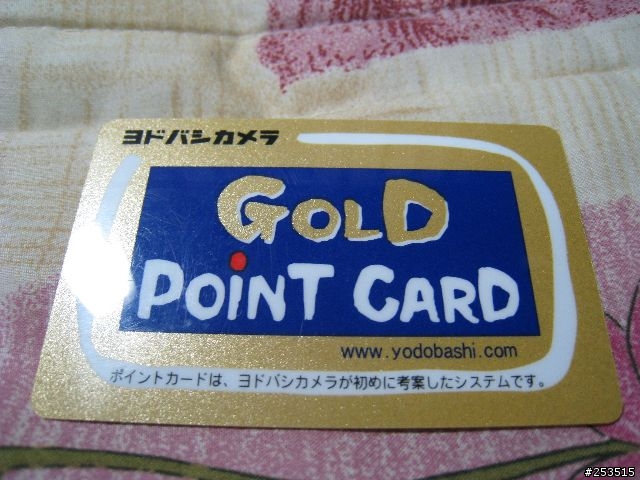 ヨドバシカメラ
GOLD
POiNT CARD
www.yodobashi.com
ポイントカードは、ヨドバシカメラが初めに考案したシステムです。
#253515